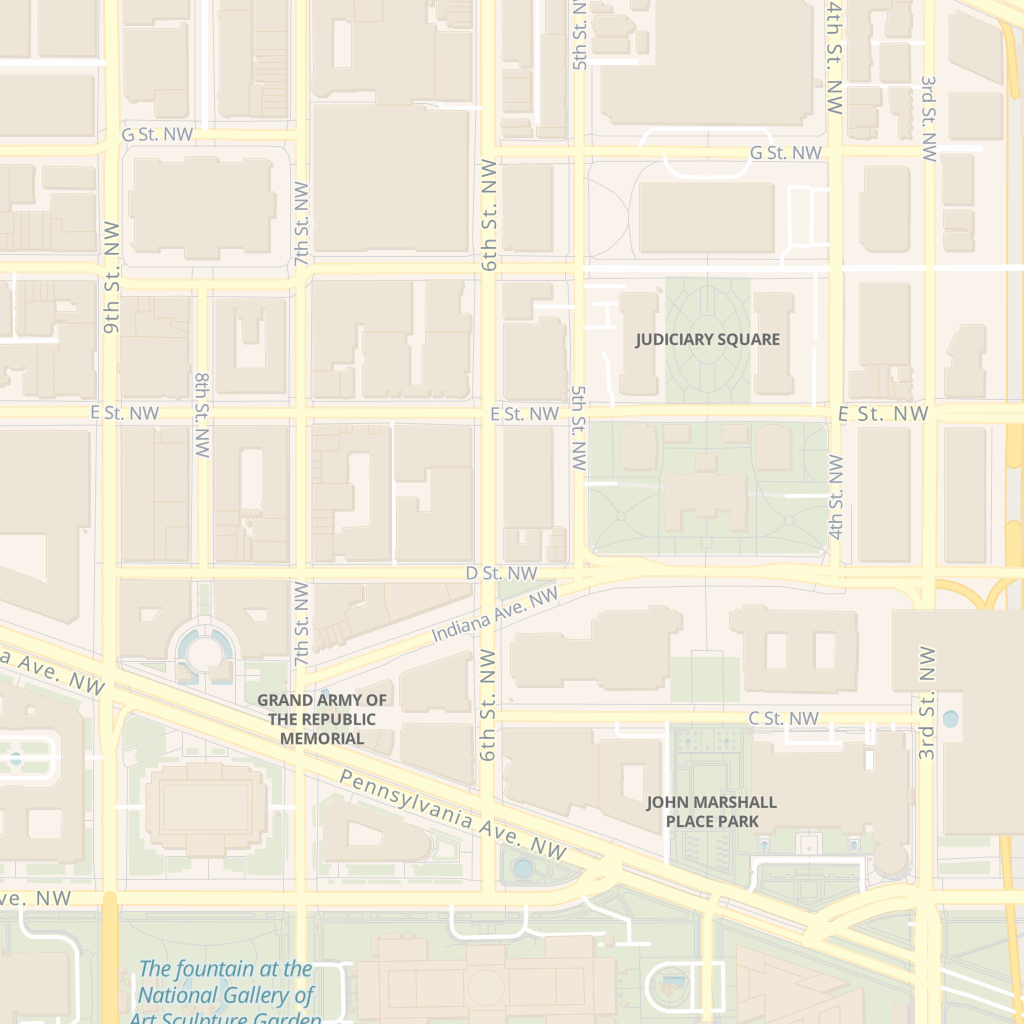 5th St. NW
4th St. NW
3rd St. NW
G St. NW
G St. NW
6th St. NW
7th St. NW
9th St. NW
JUDICIARY SQUARE
8th St. NW
5th St. NW
E St. NW
E St. NW
E St. NW
4th St. NW
D St. NW
Indiana Ave. NW
7th St. NW
a Ave. NW
6th St. NW
3rd St. NW
GRAND ARMY OF
THE REPUBLIC
MEMORIAL
C St. NW
Pennsylvania Ave. NW
JOHN MARSHALL
PLACE PARK
ve. NW
The fountain at the
National Gallery of
Art Sculpture Garden